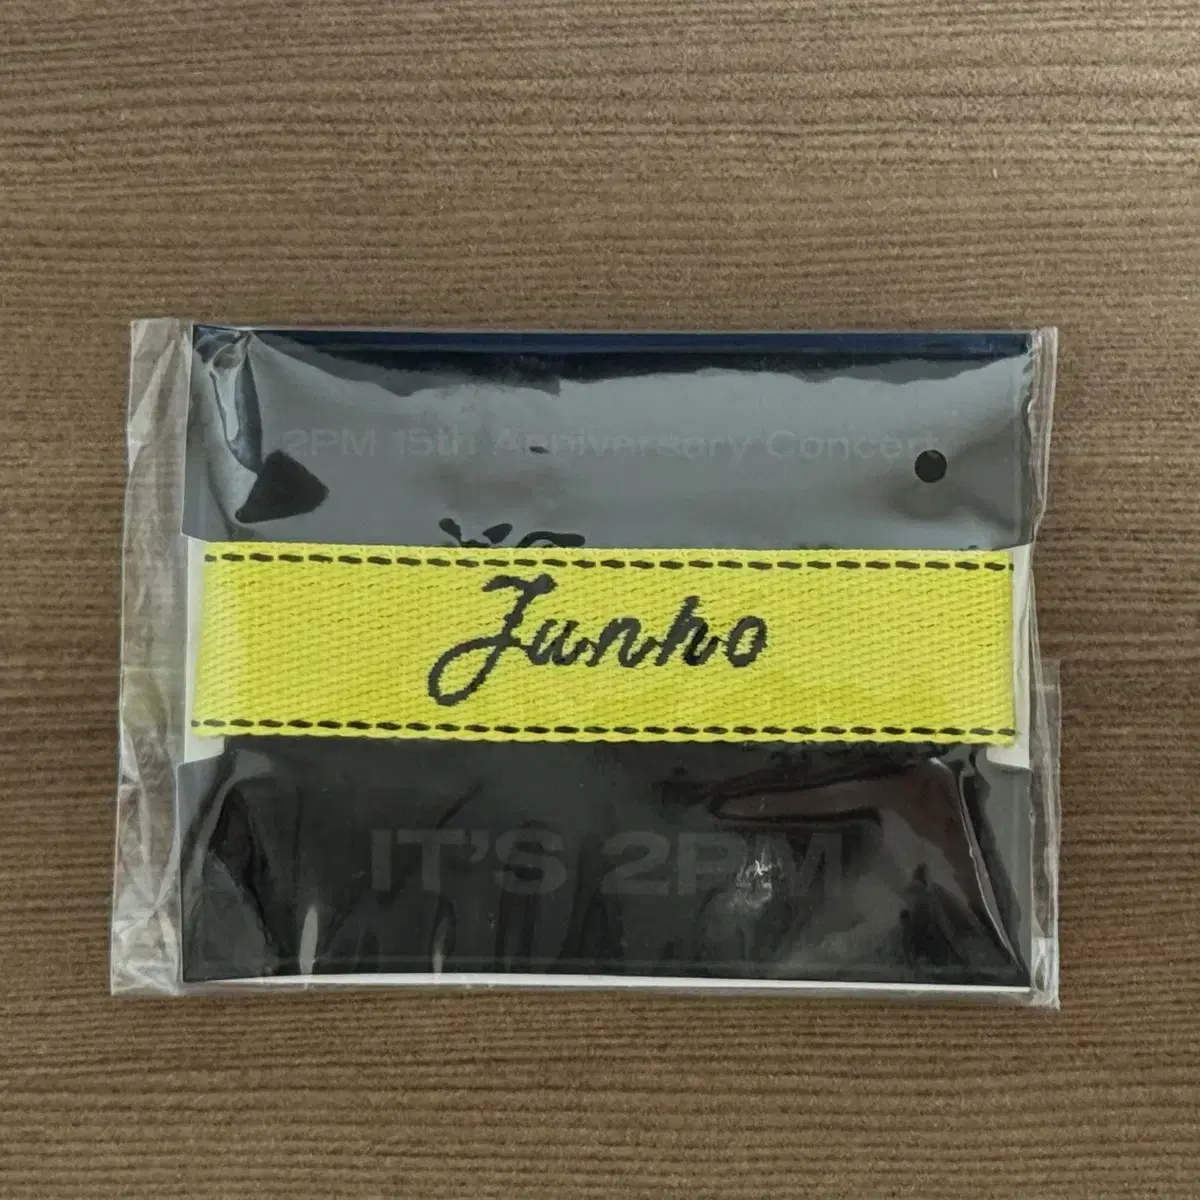 2PM 15th Anniversary Concert
Junho
IT'S 2PM